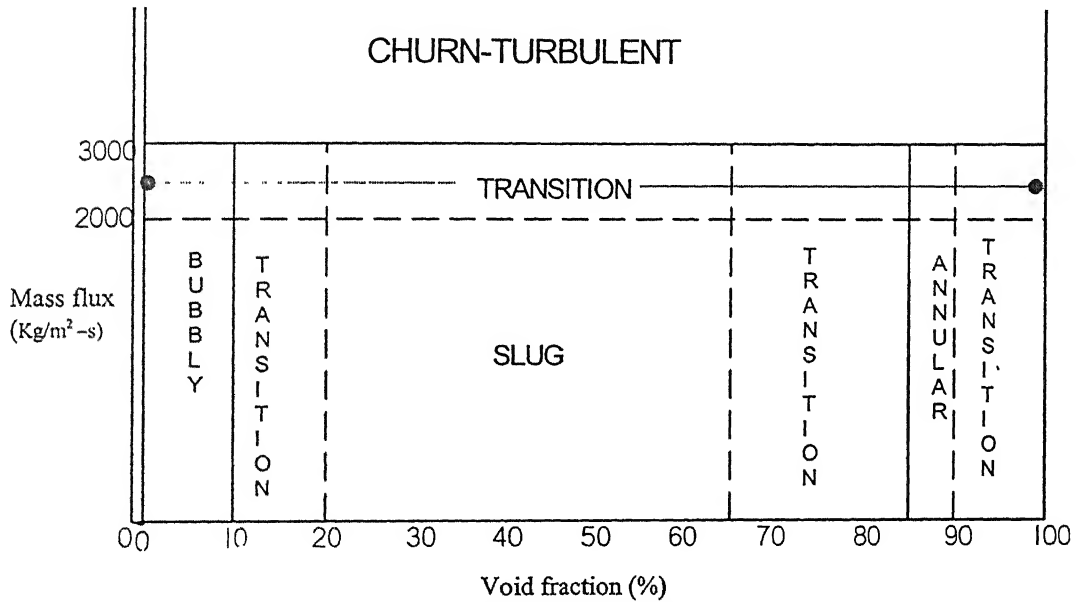 CHURN-TURBULENT
3000
TRANSITION
2000
BUBBLY
TRANSITION
SLUG
TRANSITION
ANNULAR
TRANSITION
Mass flux
(Kg/m²-s)
00 10 20 30 40 50 60 70 80 90 100
Void fraction (%)